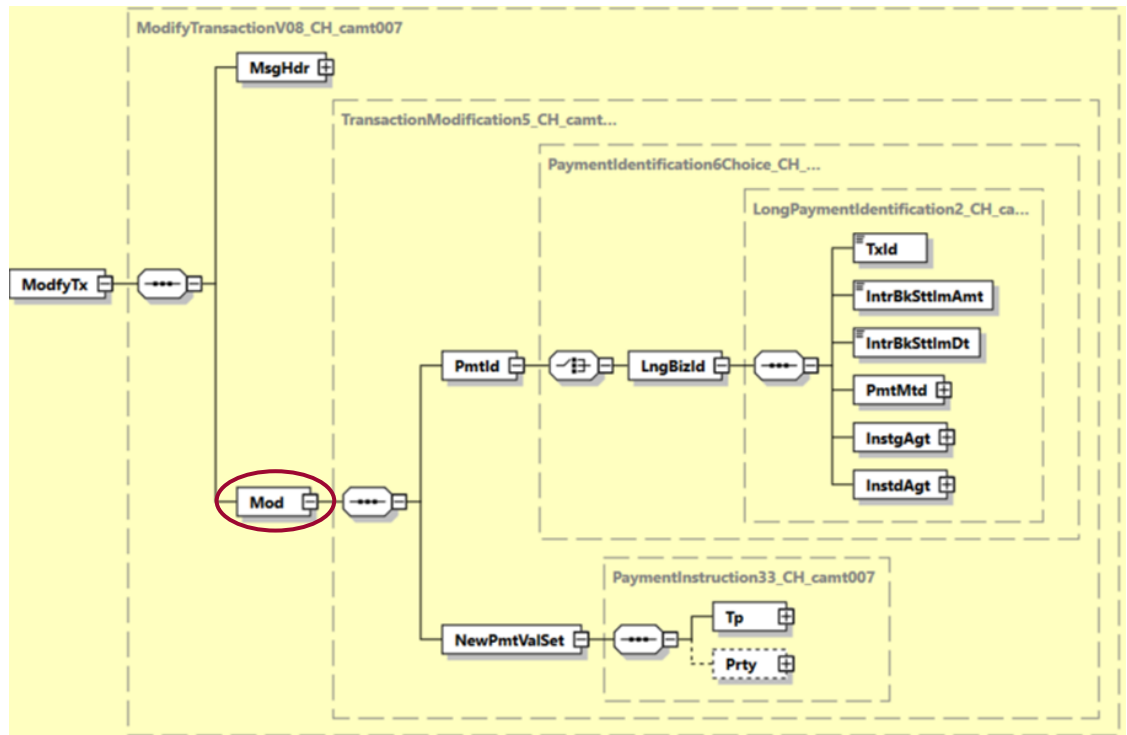 ModifyTransactionV08_CH_camt007
MsgHdr
TransactionModification5_CH_camt...
PaymentIdentification6Choice_CH_...
LongPaymentIdentification2_CH_ca...
TxId
ModfyTx
IntrBkSttlmAmt
IntrBkSttlmDt
PmtId
LngBizId
PmtMtd
InstgAgt
InstdAgt
Mod
PaymentInstruction33_CH_camt007
Tp
NewPmtValSet
Prty